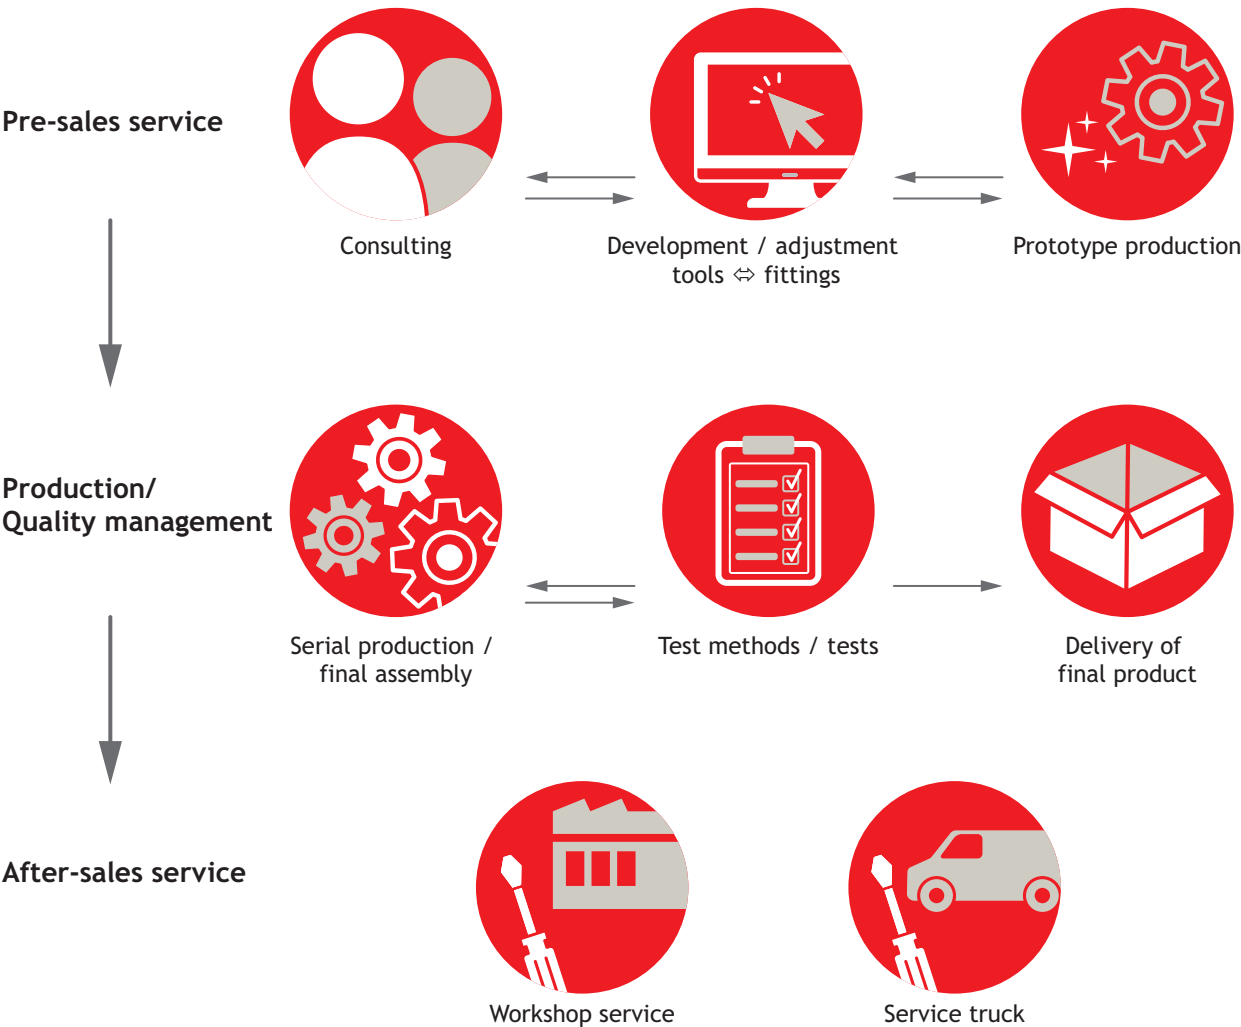 Pre-sales service
Consulting
Development / adjustment
tools ⬄ fittings
Prototype production
Production/
Quality management
Serial production /
final assembly
Test methods / tests
Delivery of
final product
After-sales service
Workshop service
Service truck